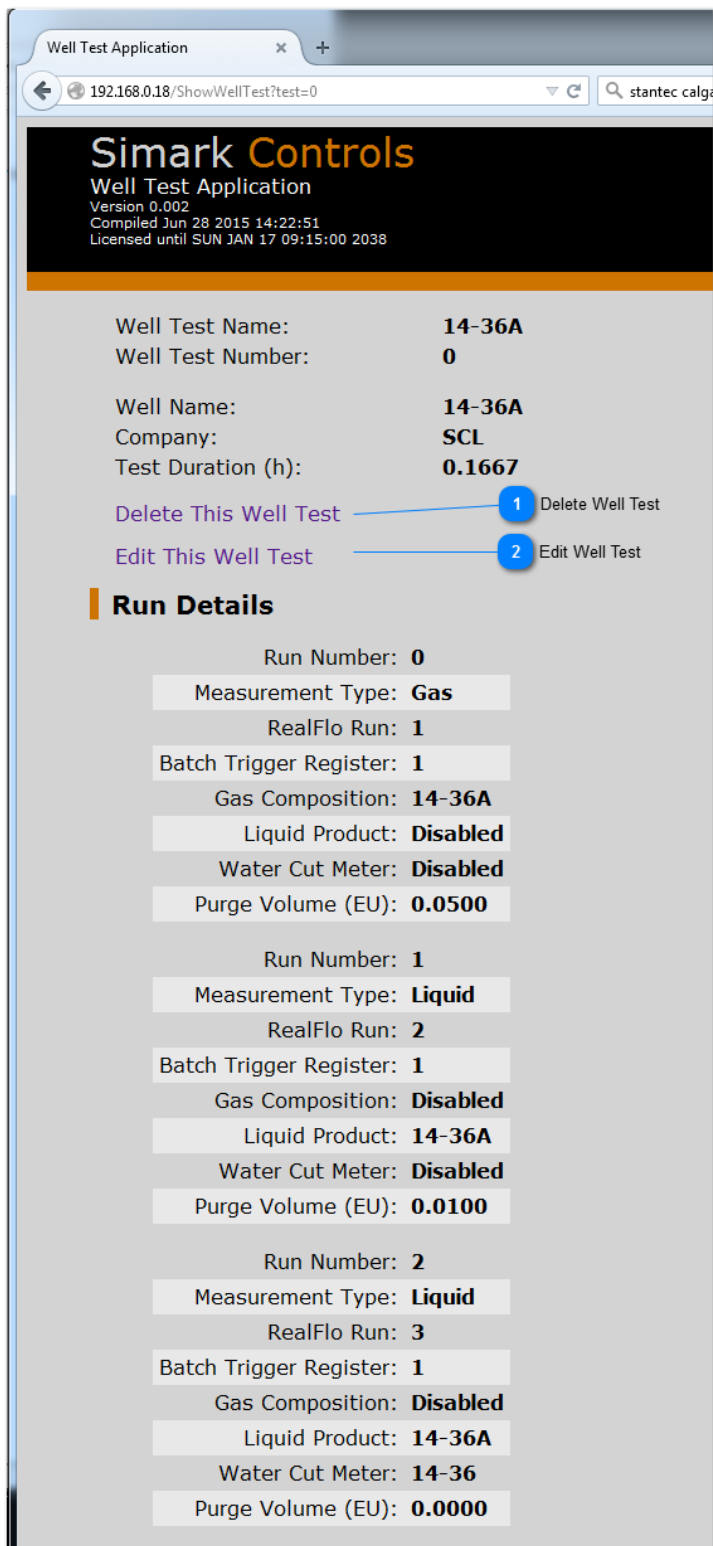 Well Test Application × +
192.168.0.18/ShowWellTest?test=0 stantec calga
Simark Controls
Well Test Application
Version 0.002
Compiled Jun 28 2015 14:22:51
Licensed until SUN JAN 17 09:15:00 2038
Well Test Name: 14-36A
Well Test Number: 0
Well Name: 14-36A
Company: SCL
Test Duration (h): 0.1667
Delete This Well Test 1 Delete Well Test
Edit This Well Test 2 Edit Well Test
Run Details
Run Number: 0
Measurement Type: Gas
RealFlo Run: 1
Batch Trigger Register: 1
Gas Composition: 14-36A
Liquid Product: Disabled
Water Cut Meter: Disabled
Purge Volume (EU): 0.0500
Run Number: 1
Measurement Type: Liquid
RealFlo Run: 2
Batch Trigger Register: 1
Gas Composition: Disabled
Liquid Product: 14-36A
Water Cut Meter: Disabled
Purge Volume (EU): 0.0100
Run Number: 2
Measurement Type: Liquid
RealFlo Run: 3
Batch Trigger Register: 1
Gas Composition: Disabled
Liquid Product: 14-36A
Water Cut Meter: 14-36
Purge Volume (EU): 0.0000